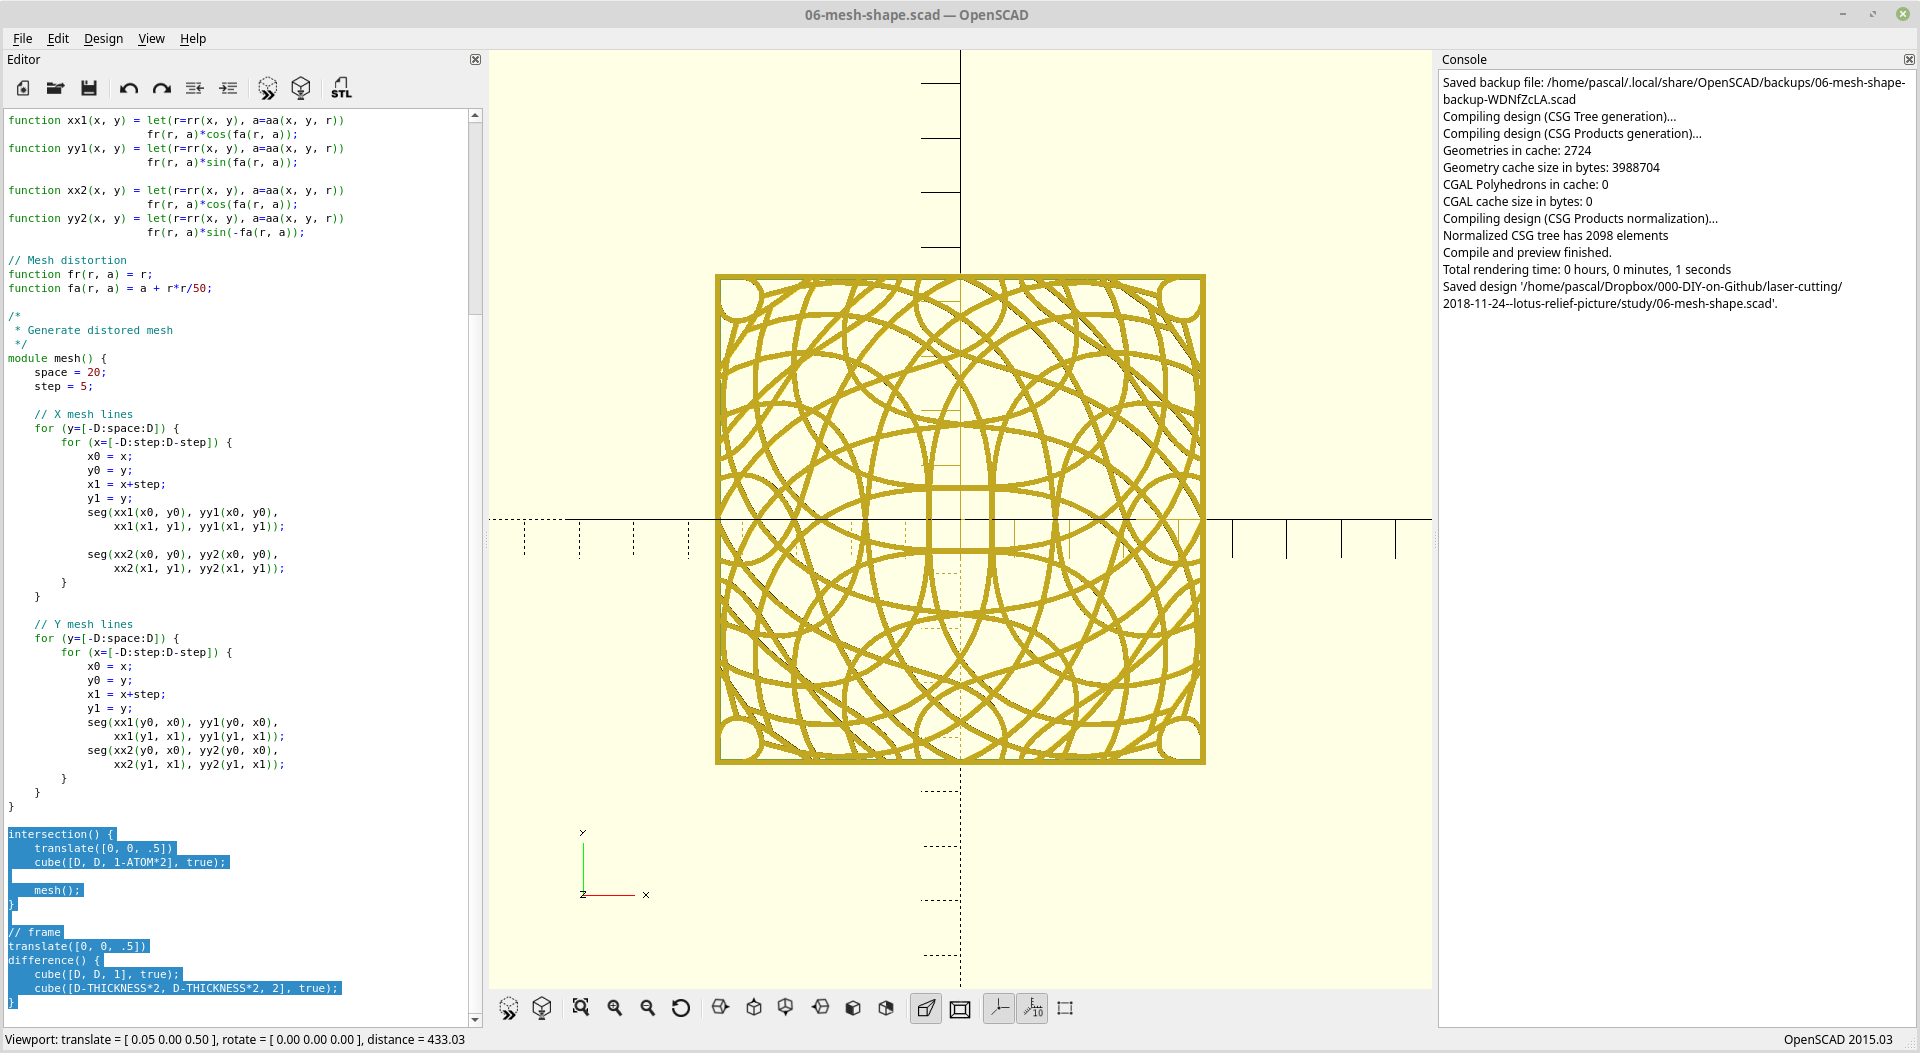 06-mesh-shape.scad — OpenSCAD
File Edit Design View Help
Editor
STL
function xx1(x, y) = let(r=rr(x, y), a=aa(x, y, r))
                     fr(r, a)*cos(fa(r, a));
function yy1(x, y) = let(r=rr(x, y), a=aa(x, y, r))
                     fr(r, a)*sin(fa(r, a));

function xx2(x, y) = let(r=rr(x, y), a=aa(x, y, r))
                     fr(r, a)*cos(fa(r, a));
function yy2(x, y) = let(r=rr(x, y), a=aa(x, y, r))
                     fr(r, a)*sin(-fa(r, a));

// Mesh distortion
function fr(r, a) = r;
function fa(r, a) = a + r*r/50;

/*
 * Generate distored mesh
 */
module mesh() {
    space = 20;
    step = 5;

    // X mesh lines
    for (y=[-D:space:D]) {
        for (x=[-D:step:D-step]) {
            x0 = x;
            y0 = y;
            x1 = x+step;
            y1 = y;
            seg(xx1(x0, y0), yy1(x0, y0),
                xx1(x1, y1), yy1(x1, y1));

            seg(xx2(x0, y0), yy2(x0, y0),
                xx2(x1, y1), yy2(x1, y1));
        }
    }

    // Y mesh lines
    for (y=[-D:space:D]) {
        for (x=[-D:step:D-step]) {
            x0 = x;
            y0 = y;
            x1 = x+step;
            y1 = y;
            seg(xx1(y0, x0), yy1(y0, x0),
                xx1(y1, x1), yy1(y1, x1));
            seg(xx2(y0, x0), yy2(y0, x0),
                xx2(y1, x1), yy2(y1, x1));
        }
    }
}

intersection() {
    translate([0, 0, .5])
    cube([D, D, 1-ATOM*2], true);

    mesh();
}

// frame
translate([0, 0, .5])
difference() {
    cube([D, D, 1], true);
    cube([D-THICKNESS*2, D-THICKNESS*2, 2], true);
}
Y
Z
X
10
Console
Saved backup file: /home/pascal/.local/share/OpenSCAD/backups/06-mesh-shape-
backup-WDNfZcLA.scad
Compiling design (CSG Tree generation)...
Compiling design (CSG Products generation)...
Geometries in cache: 2724
Geometry cache size in bytes: 3988704
CGAL Polyhedrons in cache: 0
CGAL cache size in bytes: 0
Compiling design (CSG Products normalization)...
Normalized CSG tree has 2098 elements
Compile and preview finished.
Total rendering time: 0 hours, 0 minutes, 1 seconds
Saved design '/home/pascal/Dropbox/000-DIY-on-Github/laser-cutting/
2018-11-24--lotus-relief-picture/study/06-mesh-shape.scad'.
Viewport: translate = [ 0.05 0.00 0.50 ], rotate = [ 0.00 0.00 0.00 ], distance = 433.03
OpenSCAD 2015.03